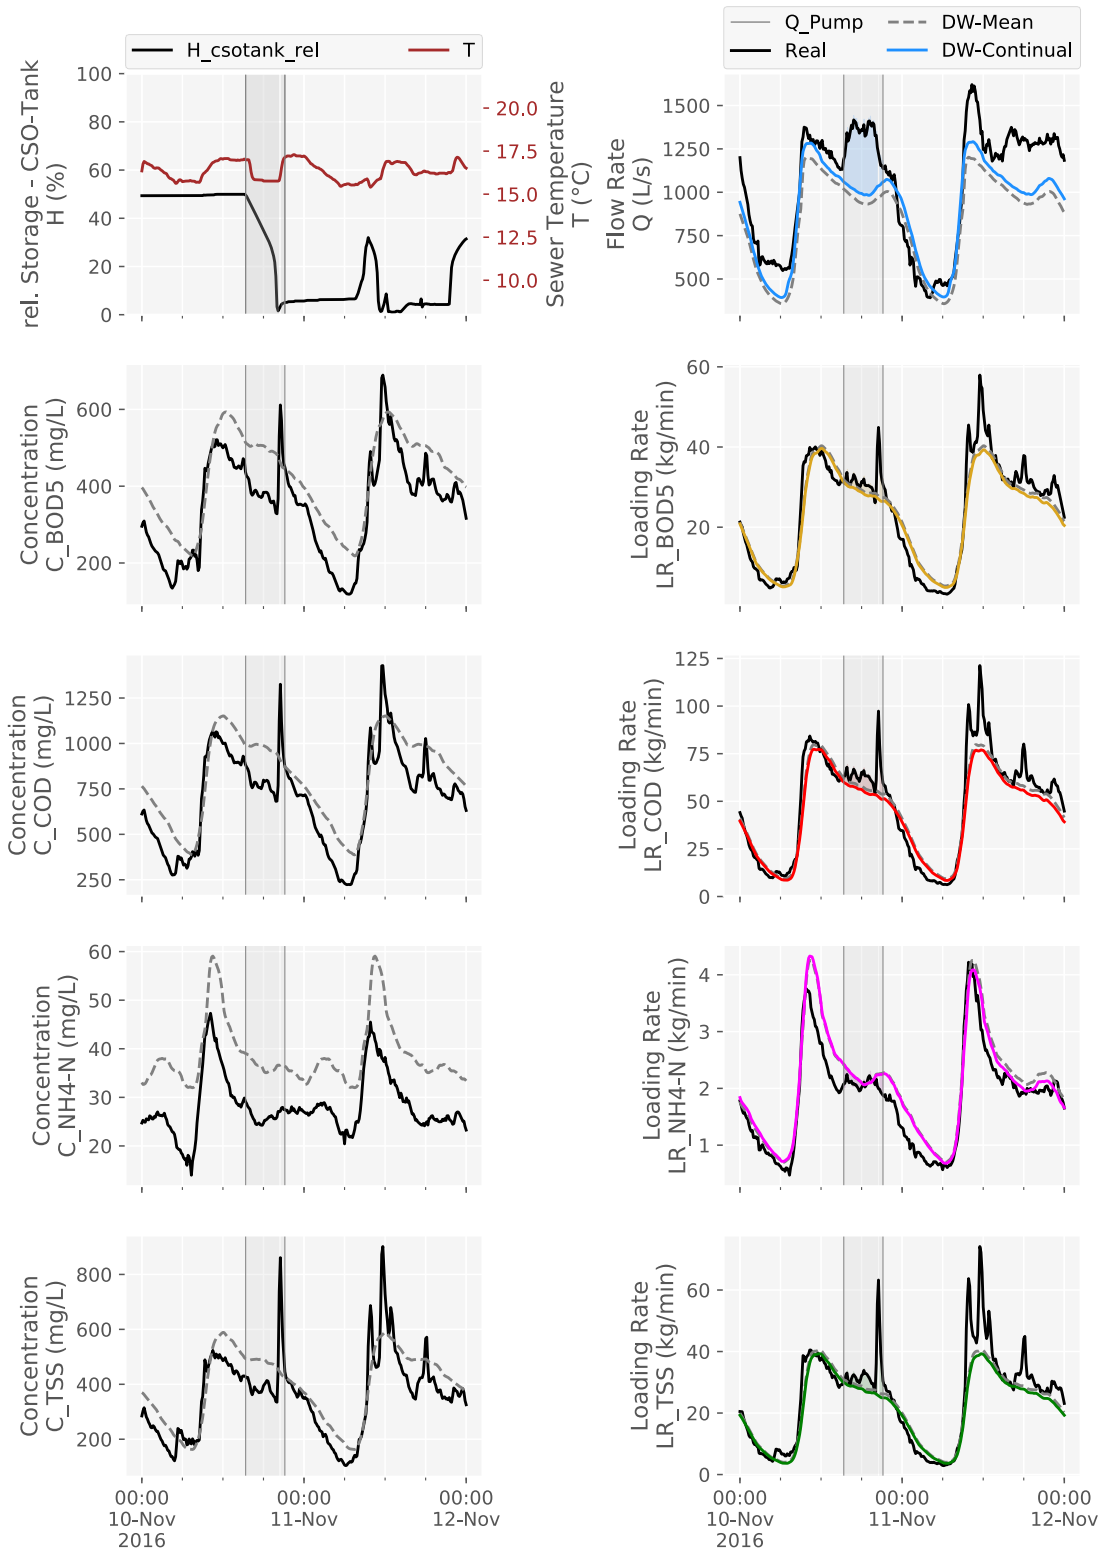 H_csotank_rel
T
Q_Pump
DW-Mean
Real
DW-Continual
rel. Storage - CSO-Tank
H (%)
100
80
60
40
20
0
20.0
17.5
15.0
12.5
10.0
Sewer Temperature
T (°C)
Flow Rate
Q (L/s)
1500
1250
1000
750
500
Concentration
C_BOD5 (mg/L)
600
400
200
Loading Rate
LR_BOD5 (kg/min)
60
40
20
Concentration
C_COD (mg/L)
1250
1000
750
500
250
Loading Rate
LR_COD (kg/min)
125
100
75
50
25
0
Concentration
C_NH4-N (mg/L)
60
50
40
30
20
Loading Rate
LR_NH4-N (kg/min)
4
3
2
1
Concentration
C_TSS (mg/L)
800
600
400
200
Loading Rate
LR_TSS (kg/min)
60
40
20
0
00:00
10-Nov
2016
00:00
11-Nov
00:00
12-Nov
00:00
10-Nov
2016
00:00
11-Nov
00:00
12-Nov